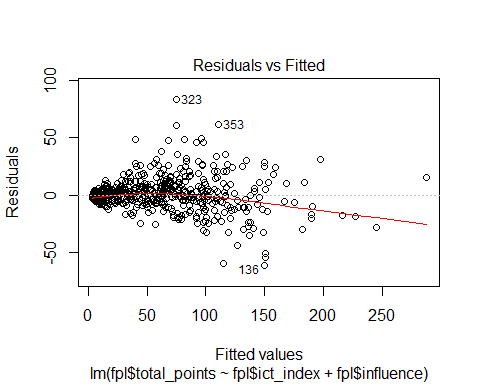 Residuals vs Fitted
Residuals
100
50
0
-50
323
353
136
0 50 100 150 200 250
Fitted values
lm(fpl$total_points ~ fpl$ict_index + fpl$influence)